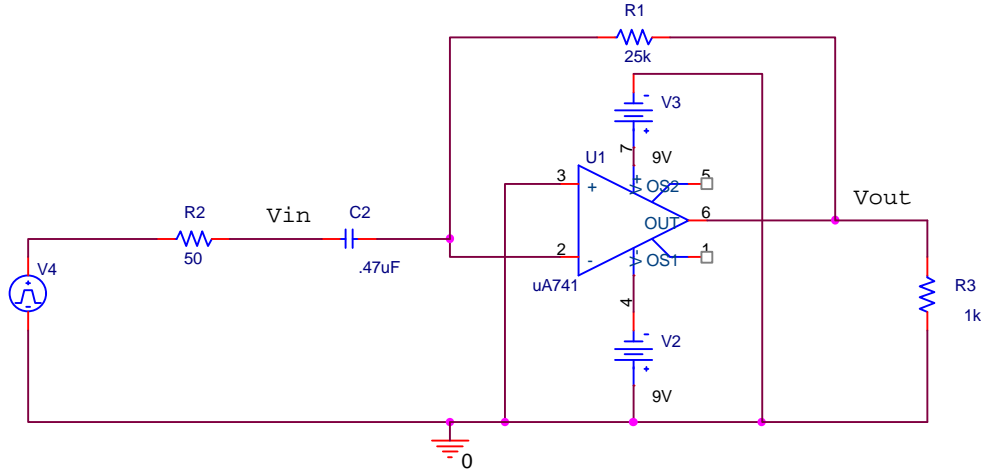 R1
25k
-
V3
+
7
9V
U1
3
+
V+
OS2
5
R2
Vin
C2
OUT
6
Vout
50
.47uF
2
-
V-
OS1
1
V4
+
-
uA741
R3
1k
4
-
V2
+
9V
0